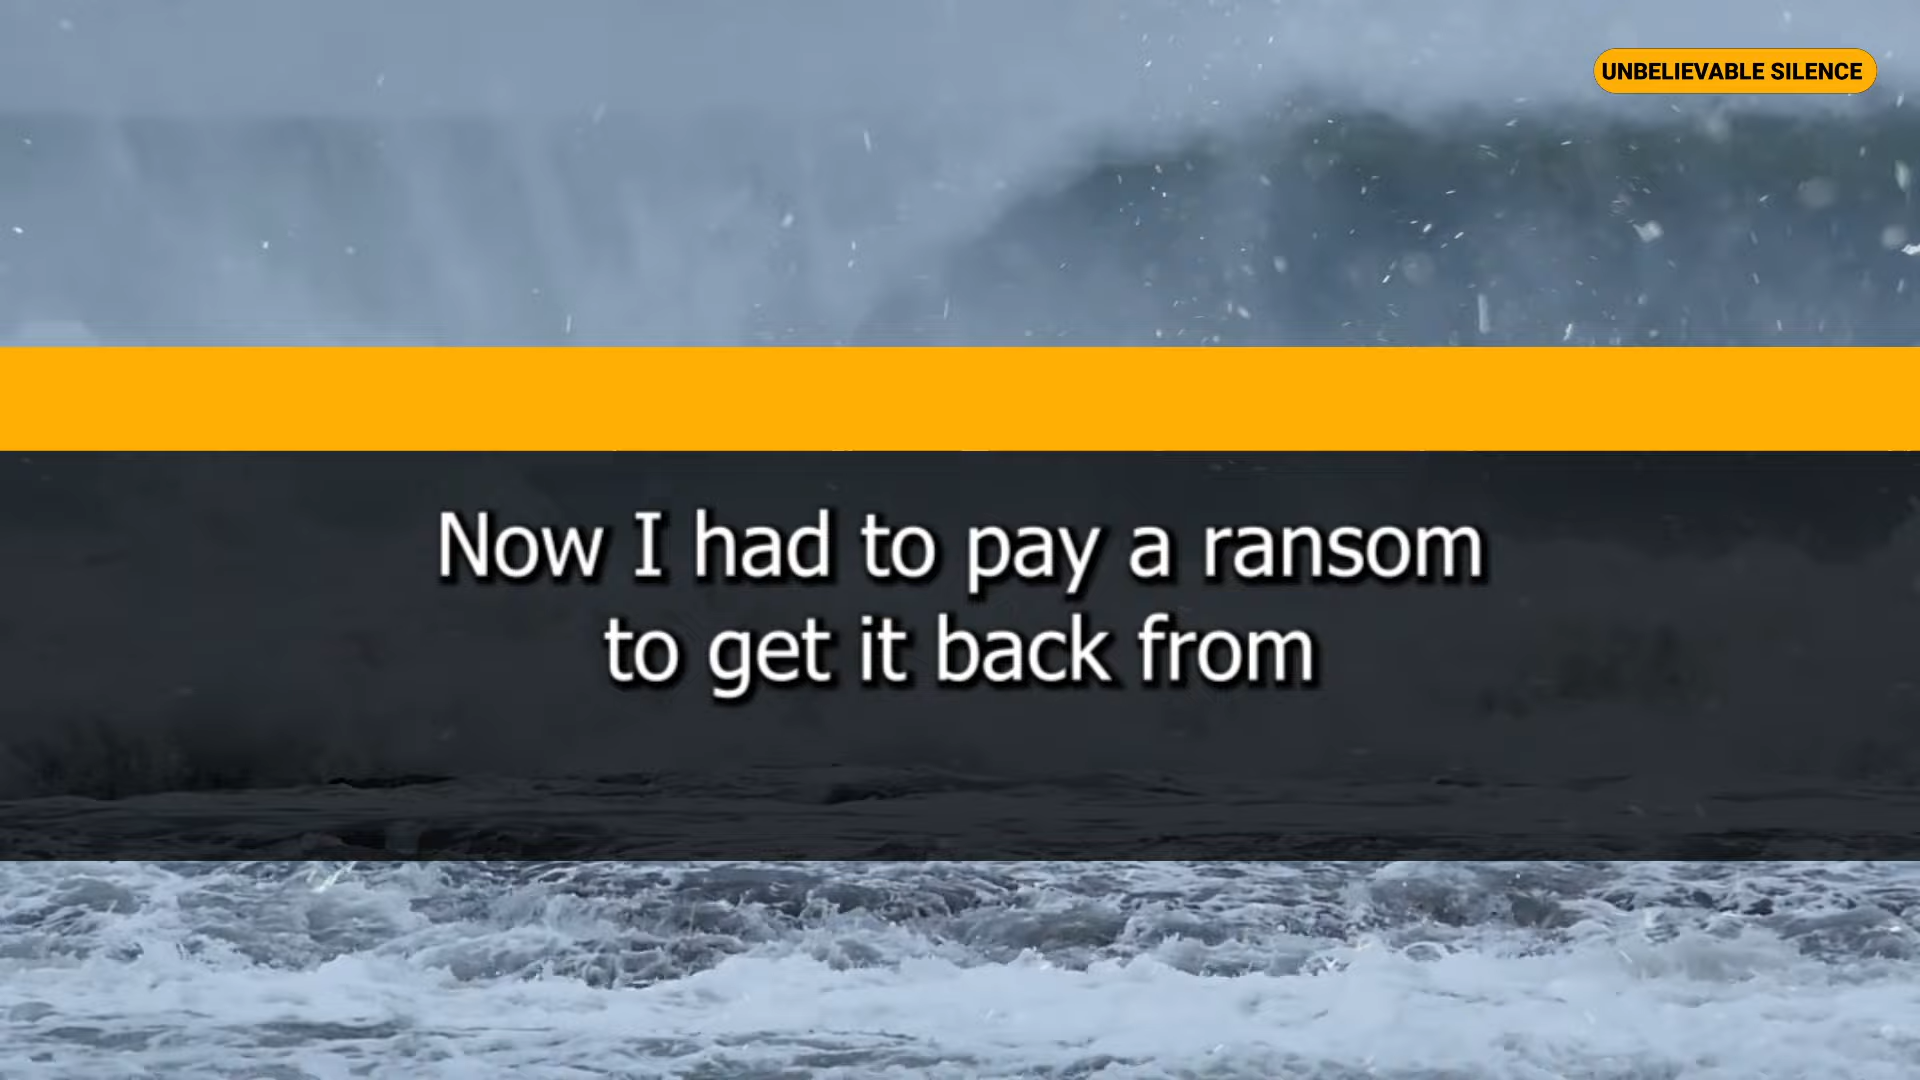 UNBELIEVABLE SILENCE
Now I had to pay a ransom
to get it back from